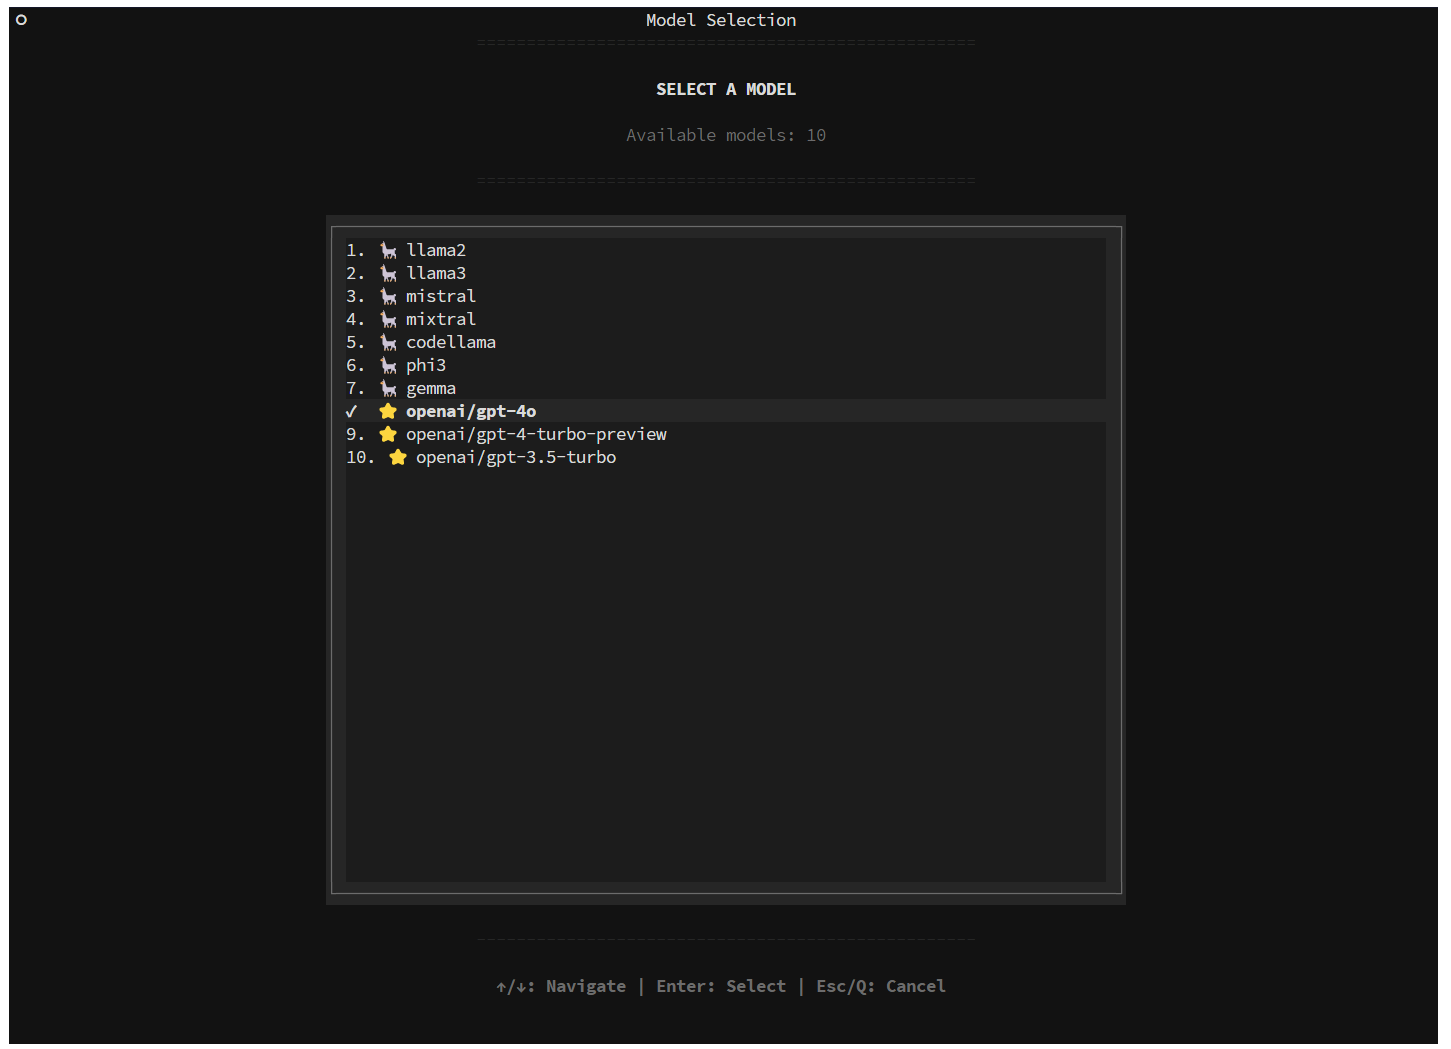 Model Selection
==================================================
SELECT A MODEL
Available models: 10
==================================================
1. 🦙 llama2
2. 🦙 llama3
3. 🦙 mistral
4. 🦙 mixtral
5. 🦙 codellama
6. 🦙 phi3
7. 🦙 gemma
✓ ⭐ openai/gpt-4o
9. ⭐ openai/gpt-4-turbo-preview
10. ⭐ openai/gpt-3.5-turbo
--------------------------------------------------
↑/↓: Navigate | Enter: Select | Esc/Q: Cancel